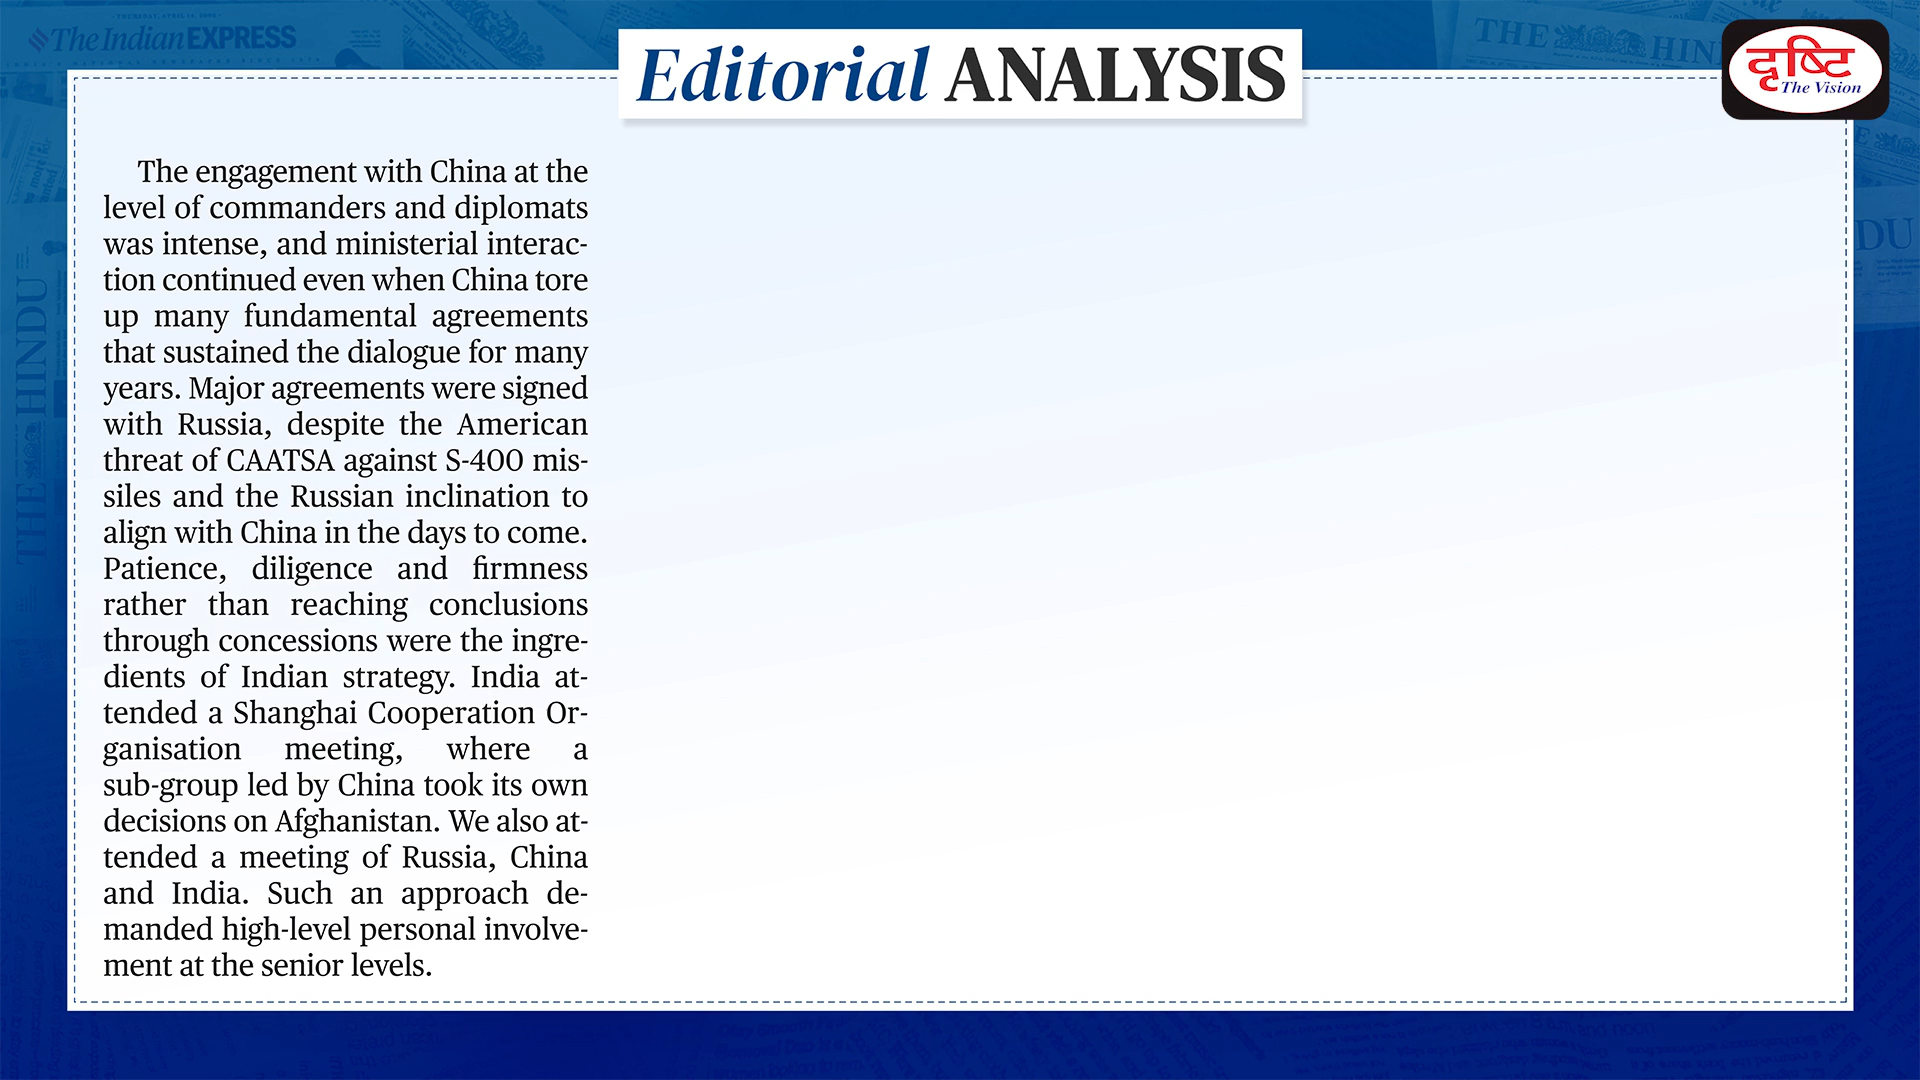 The Indian EXPRESS
THE HIN
Editorial ANALYSIS
दृष्टि
The Vision
The engagement with China at the
level of commanders and diplomats
was intense, and ministerial interac-
tion continued even when China tore
up many fundamental agreements
that sustained the dialogue for many
years. Major agreements were signed
with Russia, despite the American
threat of CAATSA against S-400 mis-
siles and the Russian inclination to
align with China in the days to come.
Patience, diligence and firmness
rather than reaching conclusions
through concessions were the ingre-
dients of Indian strategy. India at-
tended a Shanghai Cooperation Or-
ganisation meeting, where a
sub-group led by China took its own
decisions on Afghanistan. We also at-
tended a meeting of Russia, China
and India. Such an approach de-
manded high-level personal involve-
ment at the senior levels.
THE HINDU
DU